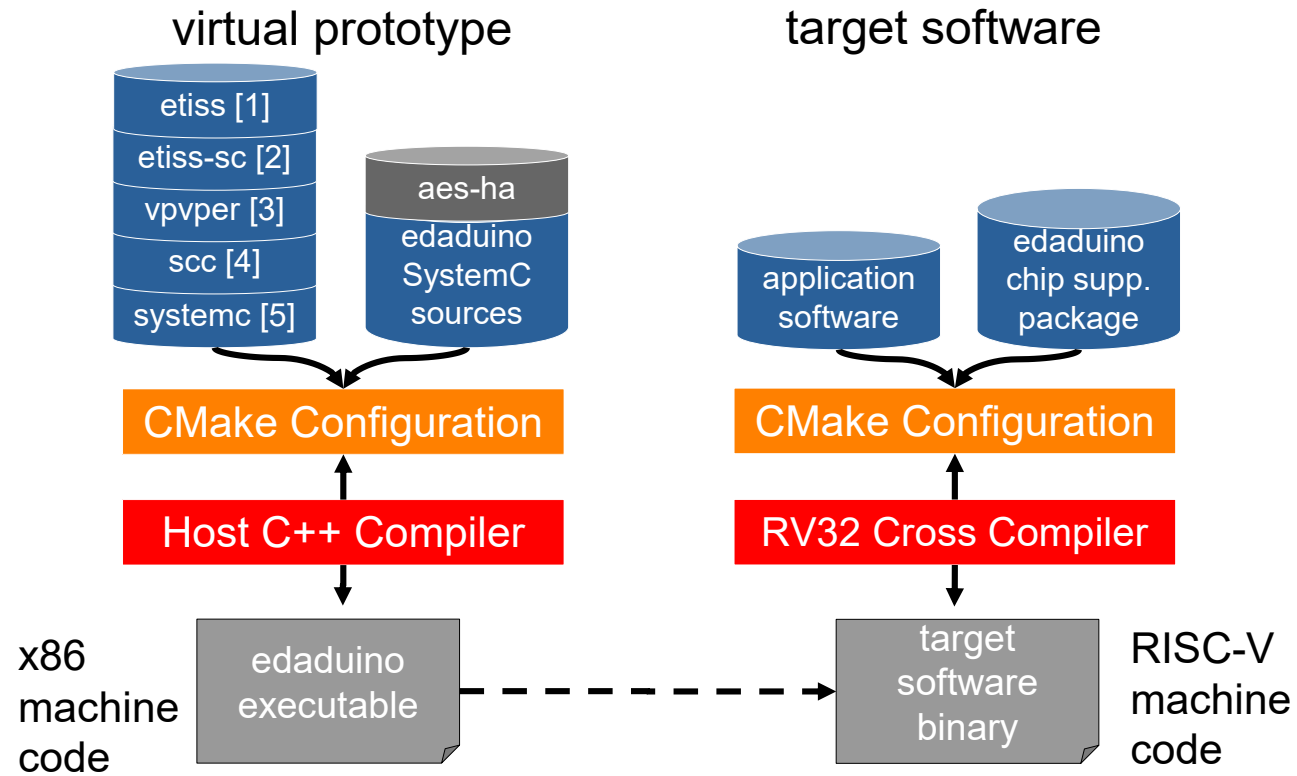 virtual prototype
target software
etiss [1]
etiss-sc [2]
vpvper [3]
scc [4]
systemc [5]
aes-ha
edaduino
SystemC
sources
application
software
edaduino
chip supp.
package
CMake Configuration
CMake Configuration
Host C++ Compiler
RV32 Cross Compiler
x86
machine
code
edaduino
executable
target
software
binary
RISC-V
machine
code